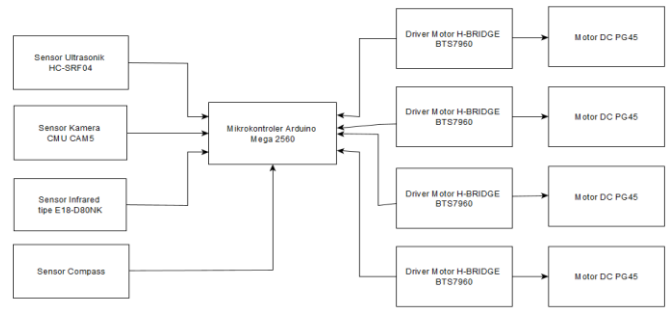 Sensor Ultrasonik
HC-SRF04
Sensor Kamera
CMU CAM5
Sensor Infrared
tipe E18-D80NK
Sensor Compass
Mikrokontroler Arduino
Mega 2560
Driver Motor H-BRIDGE
BTS7960
Motor DC PG45
Driver Motor H-BRIDGE
BTS7960
Motor DC PG45
Driver Motor H-BRIDGE
BTS7960
Motor DC PG45
Driver Motor H-BRIDGE
BTS7960
Motor DC PG45